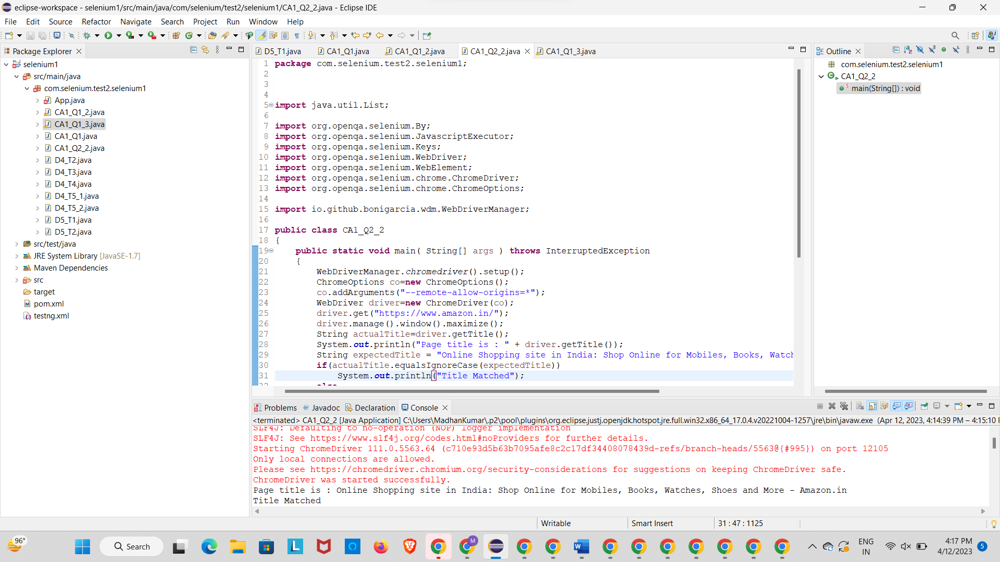 eclipse-workspace - selenium1/src/main/java/com/selenium/test2/selenium1/CA1_Q2_2.java - Eclipse IDE
File Edit Source Refactor Navigate Search Project Run Window Help
Package Explorer
selenium1
src/main/java
com.selenium.test2.selenium1
App.java
CA1_Q1_2.java
CA1_Q1_3.java
CA1_Q1.java
CA1_Q2_2.java
D4_T2.java
D4_T3.java
D4_T4.java
D4_T5_1.java
D4_T5_2.java
D5_T1.java
D5_T2.java
src/test/java
JRE System Library [JavaSE-1.7]
Maven Dependencies
src
target
pom.xml
testng.xml
D5_T1.java CA1_Q1.java CA1_Q1_2.java CA1_Q2_2.java CA1_Q1_3.java
1 package com.selenium.test2.selenium1;
2
3
4
5 import java.util.List;
6
7 import org.openqa.selenium.By;
8 import org.openqa.selenium.JavascriptExecutor;
9 import org.openqa.selenium.Keys;
10 import org.openqa.selenium.WebDriver;
11 import org.openqa.selenium.WebElement;
12 import org.openqa.selenium.chrome.ChromeDriver;
13 import org.openqa.selenium.chrome.ChromeOptions;
14
15 import io.github.bonigarcia.wdm.WebDriverManager;
16
17 public class CA1_Q2_2
18 {
19 public static void main( String[] args ) throws InterruptedException
20 {
21 WebDriverManager.chromedriver().setup();
22 ChromeOptions co=new ChromeOptions();
23 co.addArguments("--remote-allow-origins=*");
24 WebDriver driver=new ChromeDriver(co);
25 driver.get("https://www.amazon.in/");
26 driver.manage().window().maximize();
27 String actualTitle=driver.getTitle();
28 System.out.println("Page title is : " + driver.getTitle());
29 String expectedTitle = "Online Shopping site in India: Shop Online for Mobiles, Books, Watch
30 if(actualTitle.equalsIgnoreCase(expectedTitle))
31 System.out.println("Title Matched");
32 else
Outline
com.selenium.test2.selenium1
CA1_Q2_2
main(String[]) : void
Problems Javadoc Declaration Console
<terminated> CA1_Q2_2 [Java Application] C:\Users\MadhanKumar\.p2\pool\plugins\org.eclipse.justj.openjdk.hotspot.jre.full.win32.x86_64_17.0.4.v20221004-1257\jre\bin\javaw.exe (Apr 12, 2023, 4:14:39 PM – 4:15:10 P
SLF4J: Defaulting to no-operation (NOP) logger implementation
SLF4J: See https://www.slf4j.org/codes.html#noProviders for further details.
Starting ChromeDriver 111.0.5563.64 (c710e93d5b63b7095afe8c2c17df34408078439d-refs/branch-heads/5563@{#995}) on port 12105
Only local connections are allowed.
Please see https://chromedriver.chromium.org/security-considerations for suggestions on keeping ChromeDriver safe.
ChromeDriver was started successfully.
Page title is : Online Shopping site in India: Shop Online for Mobiles, Books, Watches, Shoes and More - Amazon.in
Title Matched
Writable Smart Insert 31 : 47 : 1125
96°
Search
M
ENG
IN
4:17 PM
4/12/2023
5